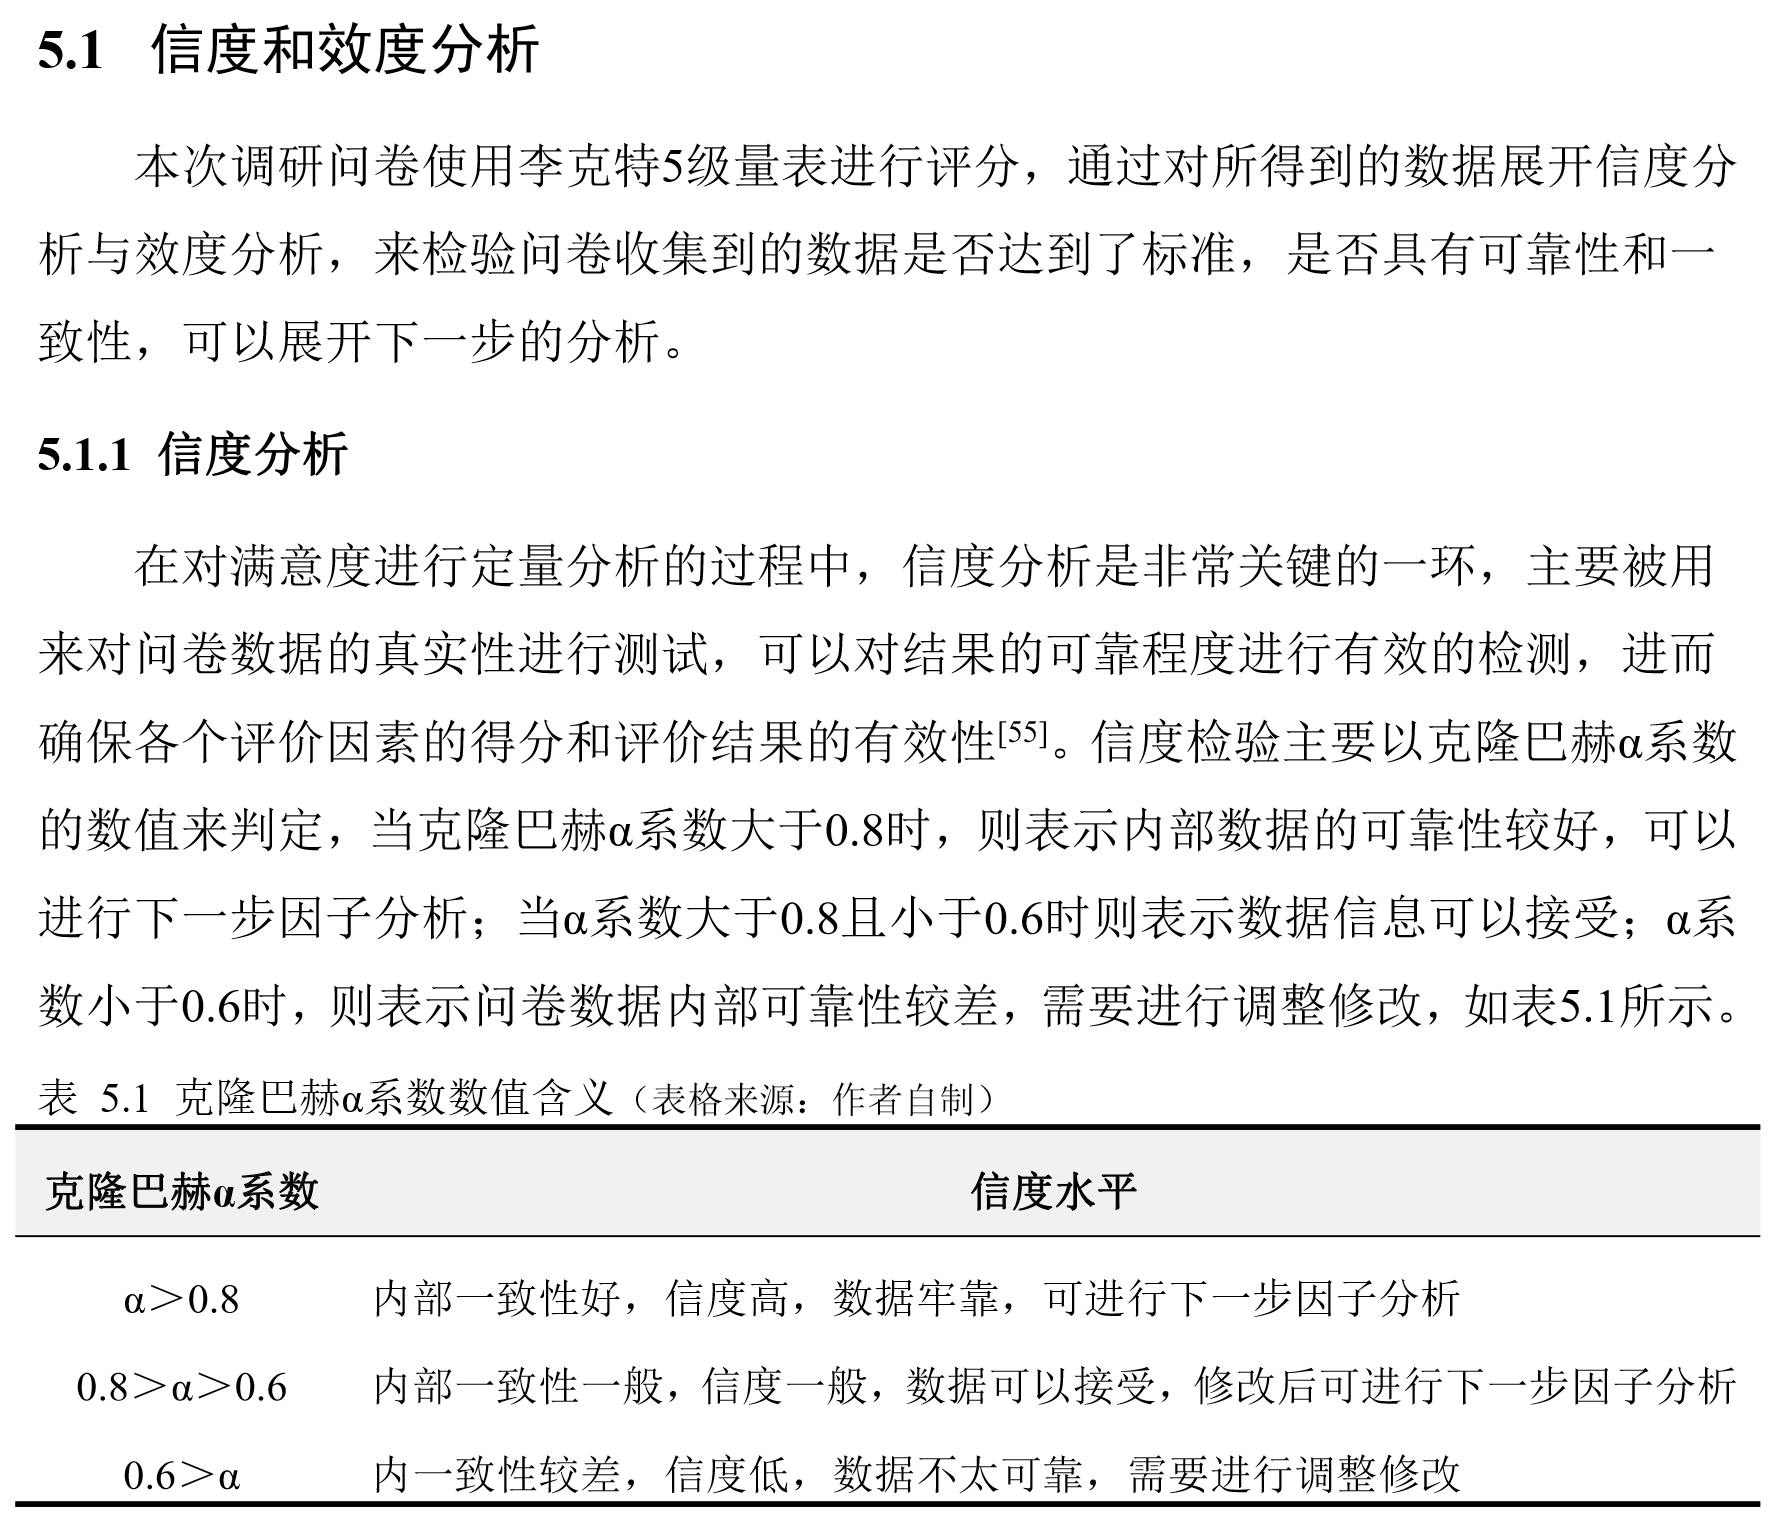 5.1 信度和效度分析
本次调研问卷使用李克特5级量表进行评分，通过对所得到的数据展开信度分
析与效度分析，来检验问卷收集到的数据是否达到了标准，是否具有可靠性和一
致性，可以展开下一步的分析。
5.1.1 信度分析
在对满意度进行定量分析的过程中，信度分析是非常关键的一环，主要被用
来对问卷数据的真实性进行测试，可以对结果的可靠程度进行有效的检测，进而
确保各个评价因素的得分和评价结果的有效性[55]。信度检验主要以克隆巴赫α系数
的数值来判定，当克隆巴赫α系数大于0.8时，则表示内部数据的可靠性较好，可以
进行下一步因子分析；当α系数大于0.8且小于0.6时则表示数据信息可以接受；α系
数小于0.6时，则表示问卷数据内部可靠性较差，需要进行调整修改，如表5.1所示。
表 5.1 克隆巴赫α系数数值含义（表格来源：作者自制）
克隆巴赫α系数 信度水平
α＞0.8 内部一致性好，信度高，数据牢靠，可进行下一步因子分析
0.8＞α＞0.6 内部一致性一般，信度一般，数据可以接受，修改后可进行下一步因子分析
0.6＞α 内一致性较差，信度低，数据不太可靠，需要进行调整修改